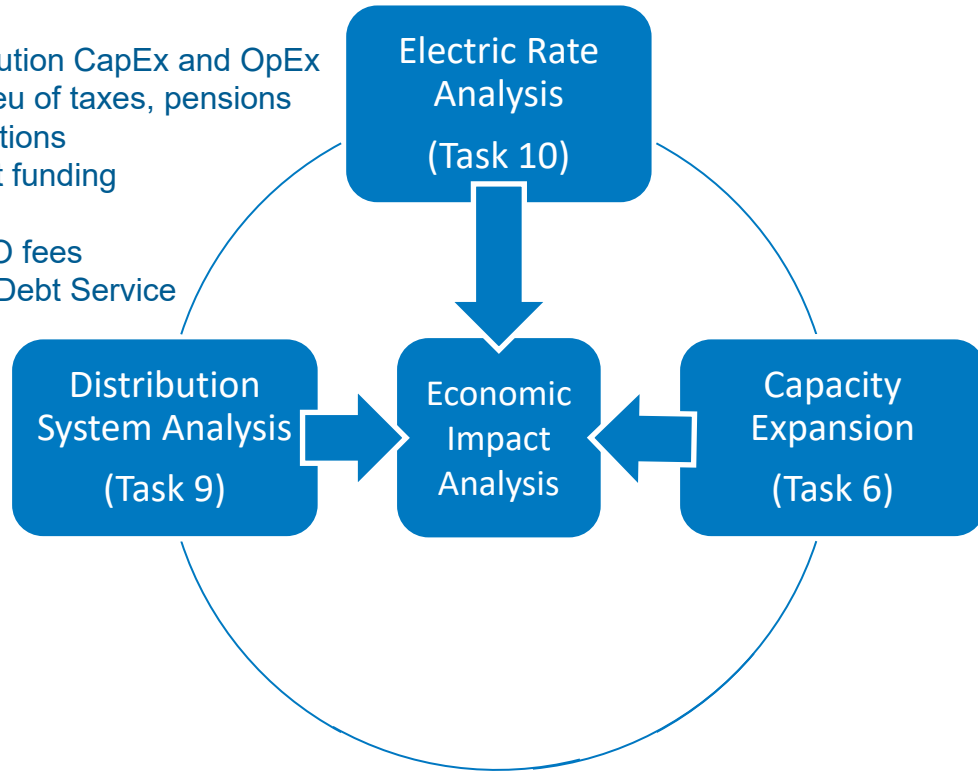 ution CapEx and OpEx
eu of taxes, pensions
tions
t funding
fees
Debt Service
Electric Rate
Analysis
(Task 10)
Distribution
System Analysis
(Task 9)
Economic
Impact
Analysis
Capacity
Expansion
(Task 6)